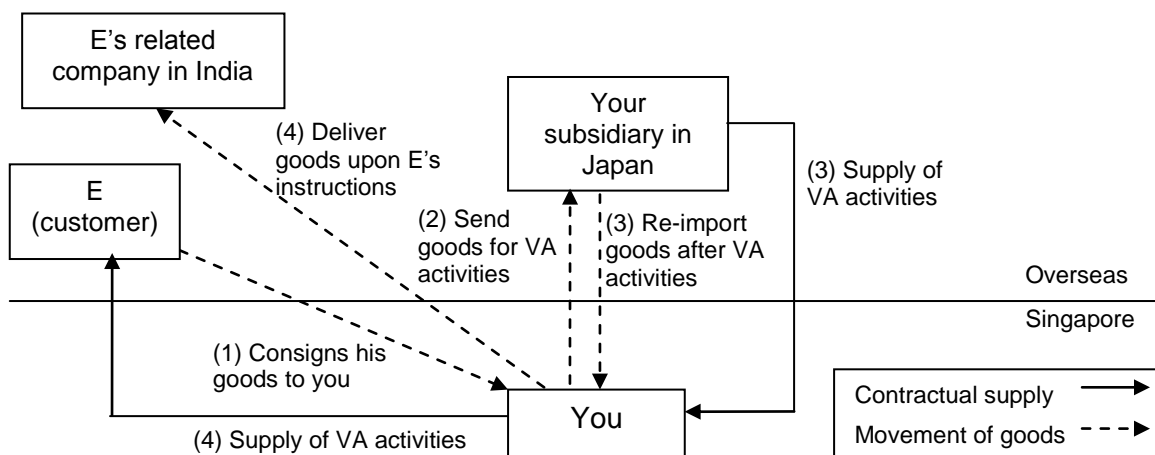 E’s related
company in India
Your
subsidiary in
Japan
(4) Deliver
goods upon E’s
instructions
E
(customer)
(3) Supply of
VA activities
(2) Send
goods for VA
activities
(3) Re-import
goods after VA
activities
Overseas
Singapore
(1) Consigns his
goods to you
You
(4) Supply of VA activities
Contractual supply
Movement of goods